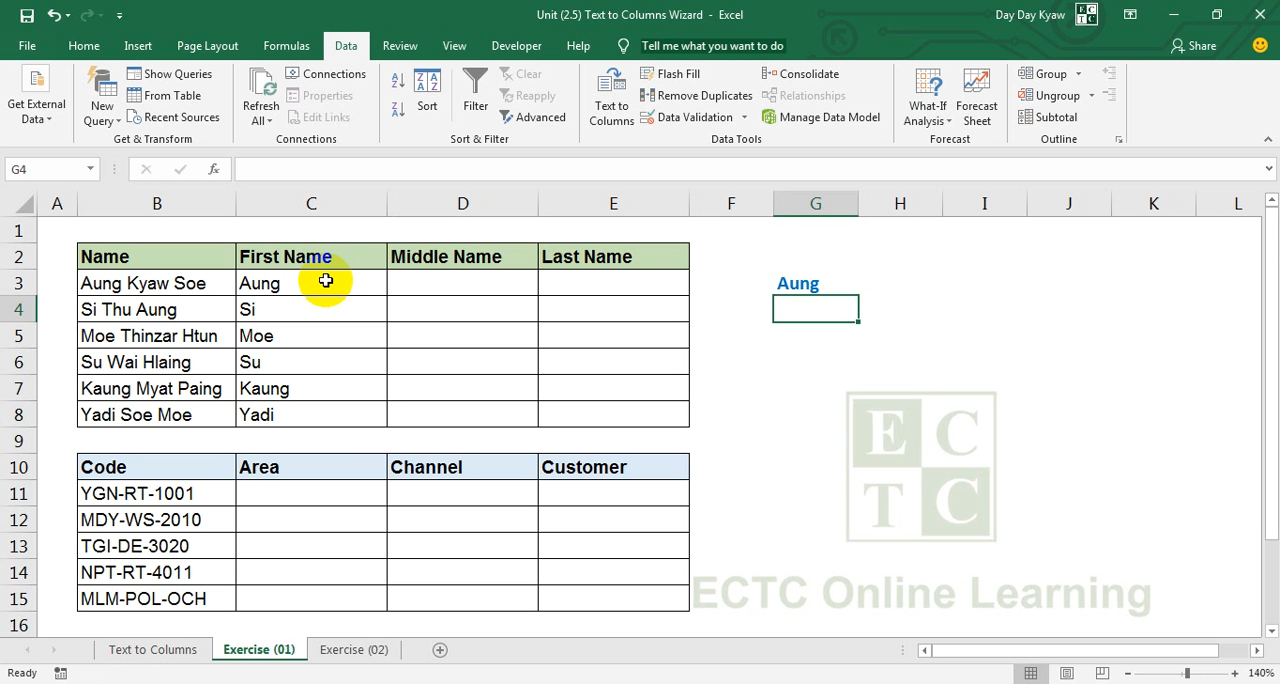 Unit (2.5) Text to Columns Wizard - Excel
Day Day Kyaw
File Home Insert Page Layout Formulas Data Review View Developer Help Tell me what you want to do Share
Get External Data
New Query
Show Queries
From Table
Recent Sources
Get & Transform
Refresh All
Connections
Properties
Edit Links
Connections
Sort
Filter
Clear
Reapply
Advanced
Sort & Filter
Text to Columns
Flash Fill
Remove Duplicates
Data Validation
Consolidate
Relationships
Manage Data Model
Data Tools
What-If Analysis
Forecast Sheet
Forecast
Group
Ungroup
Subtotal
Outline
G4 fx
A B C D E F G H I J K L
1
2 Name First Name Middle Name Last Name
3 Aung Kyaw Soe Aung Aung
4 Si Thu Aung Si
5 Moe Thinzar Htun Moe
6 Su Wai Hlaing Su
7 Kaung Myat Paing Kaung
8 Yadi Soe Moe Yadi
9
10 Code Area Channel Customer
11 YGN-RT-1001
12 MDY-WS-2010
13 TGI-DE-3020
14 NPT-RT-4011
15 MLM-POL-OCH
16
E C
T C
ECTC Online Learning
Text to Columns Exercise (01) Exercise (02)
Ready 140%